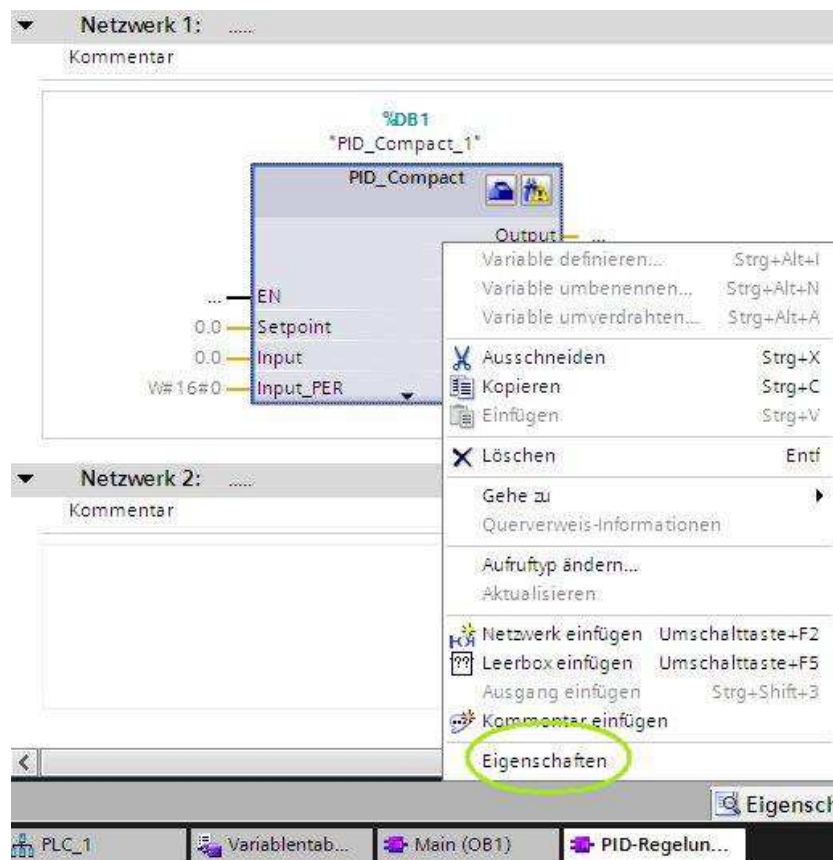 Netzwerk 1: .....
Kommentar
%DB1
"PID_Compact_1"
PID_Compact
Output ...
... EN
0.0 Setpoint
0.0 Input
W#16#0 Input_PER
Variable definieren... Strg+Alt+I
Variable umbenennen... Strg+Alt+N
Variable umverdrahten... Strg+Alt+A
Ausschneiden Strg+X
Kopieren Strg+C
Einfügen Strg+V
Löschen Entf
Gehe zu
Querverweis-Informationen
Aufruftyp ändern...
Aktualisieren
Netzwerk einfügen Umschalttaste+F2
Leerbox einfügen Umschalttaste+F5
Ausgang einfügen Strg+Shift+3
Kommentar einfügen
Eigenschaften
Netzwerk 2: .....
Kommentar
Eigensch
PLC_1 Variablentab... Main (OB1) PID-Regelun...